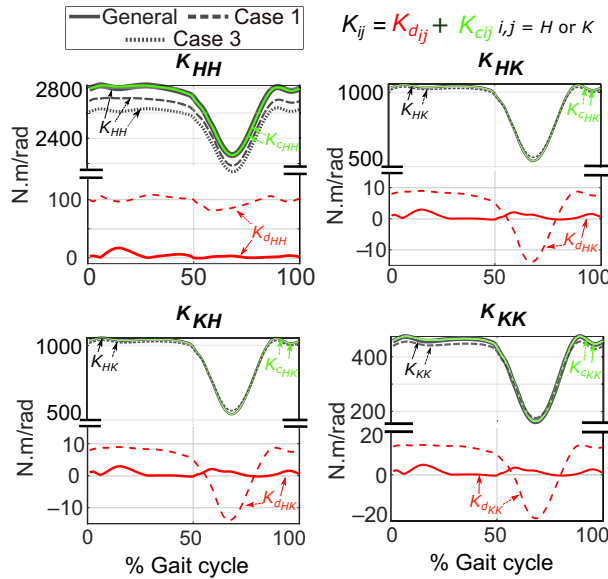 General Case 1
Case 3
K_ij = K_dij + K_cij i,j = H or K
K_HH
K_HK
N.m/rad
2800
2400
100
0
K_HH
K_cHH
K_dHH
0 50 100
1000
500
10
0
−10
K_HK
K_cHK
K_dHK
0 50 100
K_KH
K_KK
N.m/rad
1000
500
10
0
−10
K_HK
K_cHK
K_dHK
0 50 100
% Gait cycle
400
200
20
0
−20
K_KK
K_cKK
K_dKK
0 50 100
% Gait cycle